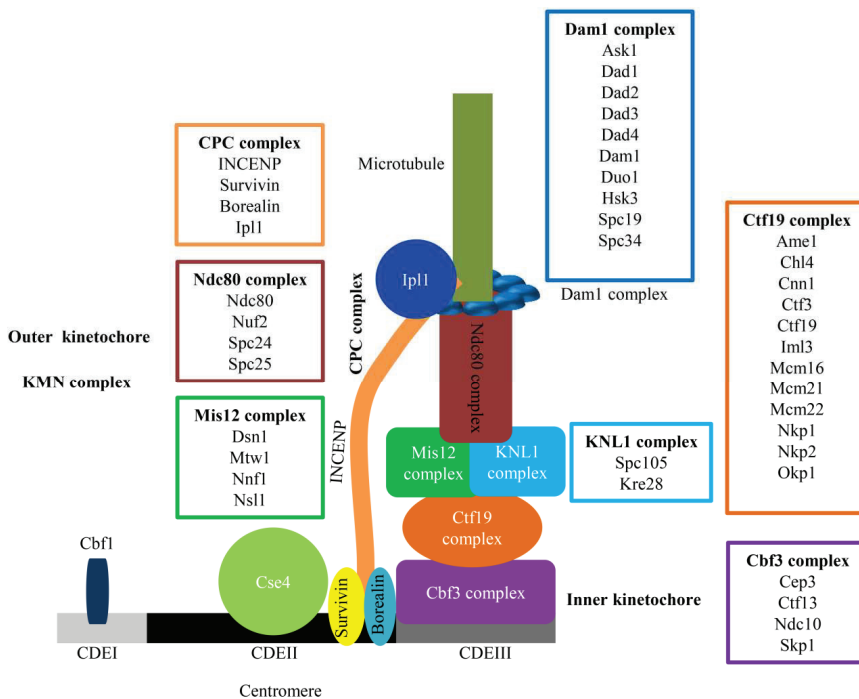 Dam1 complex
Ask1
Dad1
Dad2
Dad3
Dad4
Dam1
Duo1
Hsk3
Spc19
Spc34
CPC complex
INCENP
Survivin
Borealin
Ipl1
Microtubule
Ctf19 complex
Ame1
Chl4
Cnn1
Ctf3
Ctf19
Iml3
Mcm16
Mcm21
Mcm22
Nkp1
Nkp2
Okp1
Ndc80 complex
Ndc80
Nuf2
Spc24
Spc25
Ipl1
Dam1 complex
CPC complex
Ndc80 complex
Outer kinetochore
KMN complex
Mis12 complex
Dsn1
Mtw1
Nnf1
Nsl1
INCENP
Mis12
complex
KNL1
complex
KNL1 complex
Spc105
Kre28
Ctf19
complex
Cbf1
Cse4
Survivin
Borealin
Cbf3 complex
Inner kinetochore
Cbf3 complex
Cep3
Ctf13
Ndc10
Skp1
CDEI
CDEII
CDEIII
Centromere